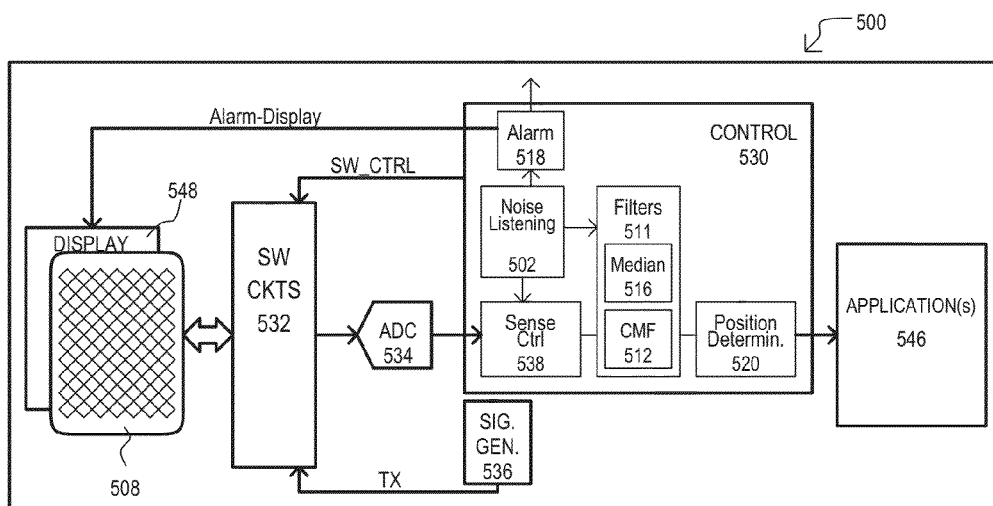 500
Alarm-Display
Alarm
518
CONTROL
530
SW_CTRL
548
DISPLAY
SW
CKTS
532
Noise
Listening
502
Filters
511
Median
516
ADC
534
Sense
Ctrl
538
CMF
512
Position
Determin.
520
APPLICATION(s)
546
508
SIG.
GEN.
536
TX